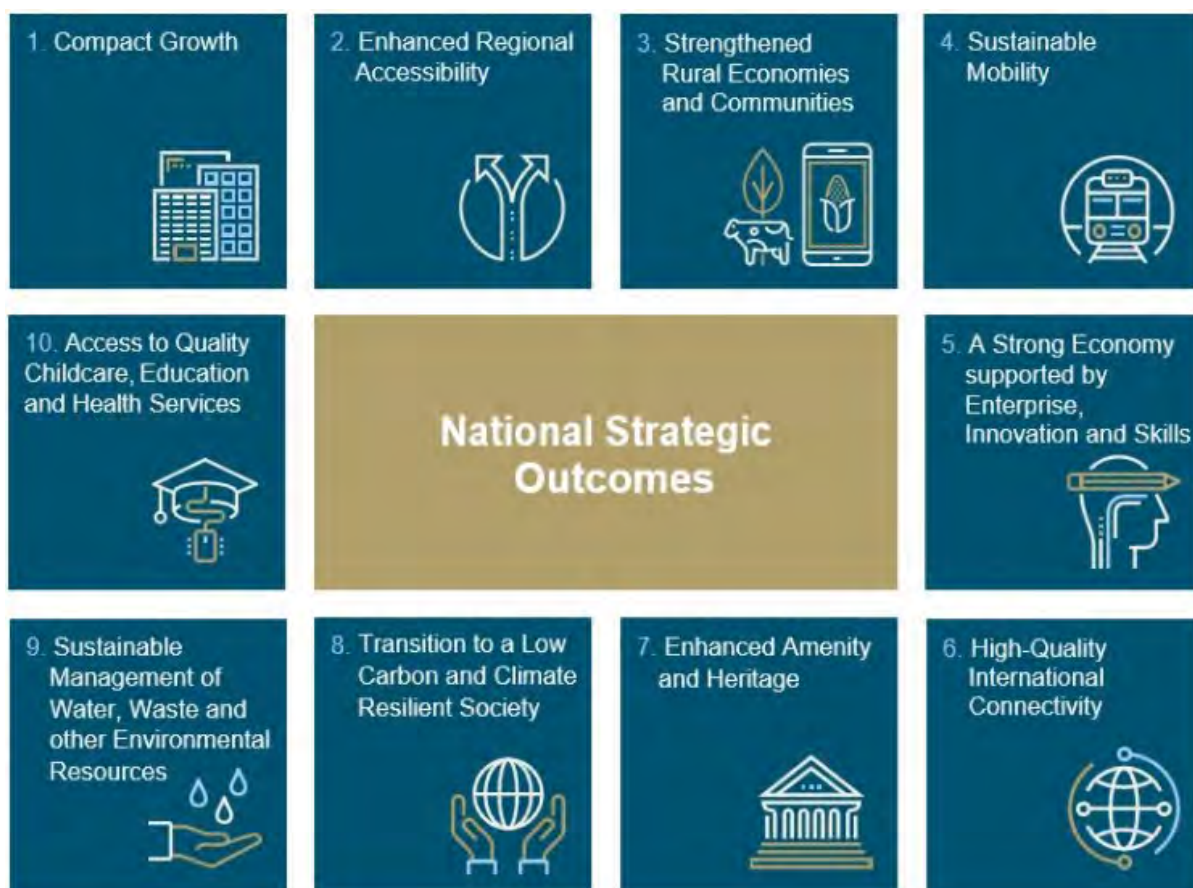 1. Compact Growth
2. Enhanced Regional
Accessibility
3. Strengthened
Rural Economies
and Communities
4. Sustainable
Mobility
10. Access to Quality
Childcare, Education
and Health Services
National Strategic
Outcomes
5. A Strong Economy
supported by
Enterprise,
Innovation and Skills
9. Sustainable
Management of
Water, Waste and
other Environmental
Resources
8. Transition to a Low
Carbon and Climate
Resilient Society
7. Enhanced Amenity
and Heritage
6. High-Quality
International
Connectivity